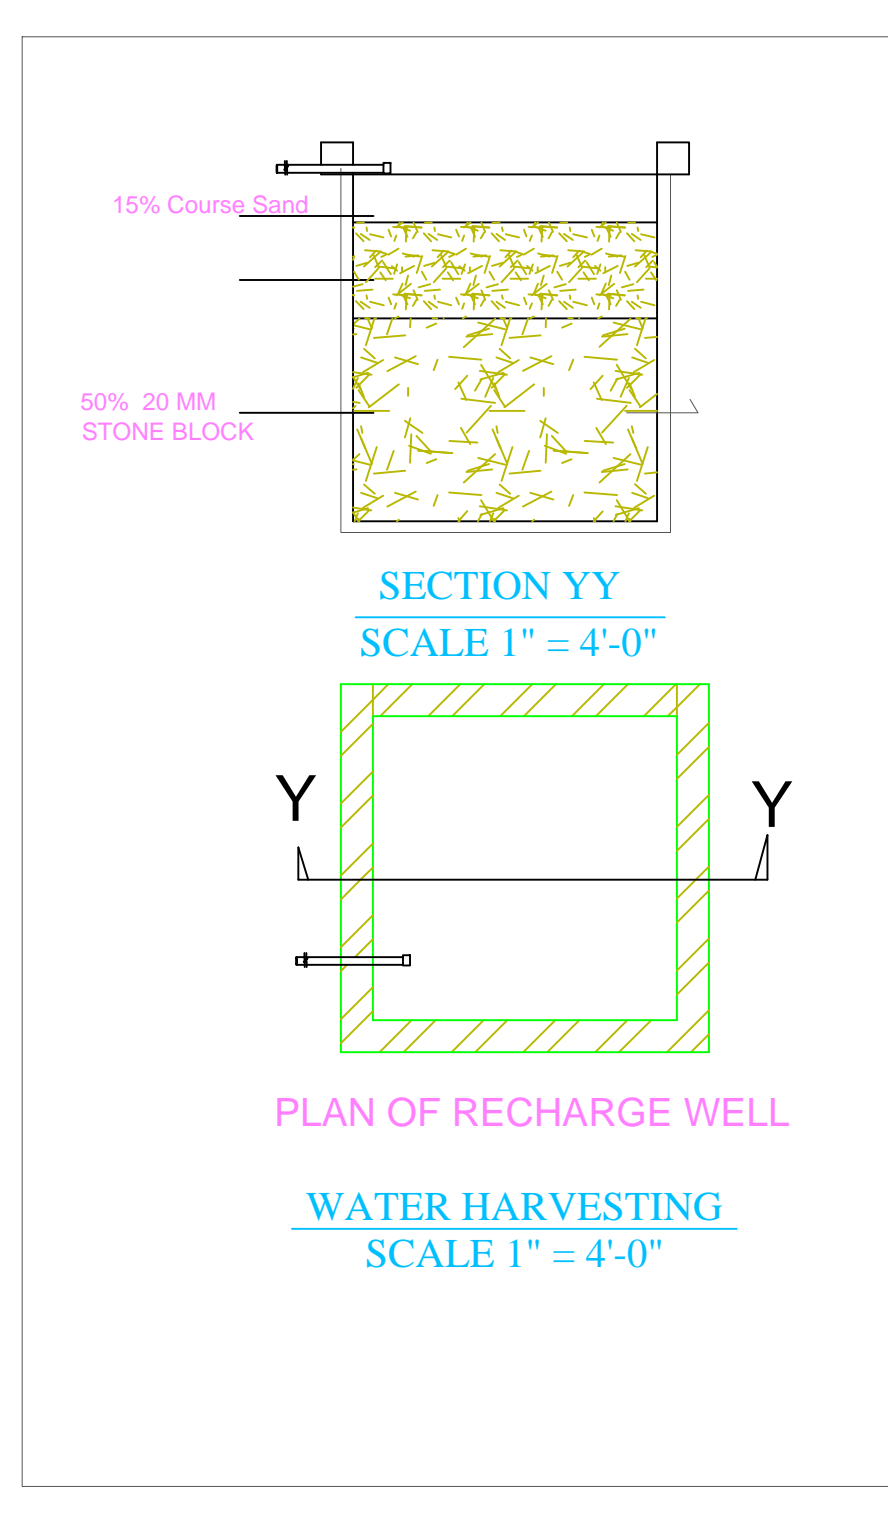 15% Course Sand
50%  20 MM
STONE BLOCK
SECTION YY
SCALE 1" = 4'-0"
Y
Y
PLAN OF RECHARGE WELL
WATER HARVESTING
SCALE 1" = 4'-0"